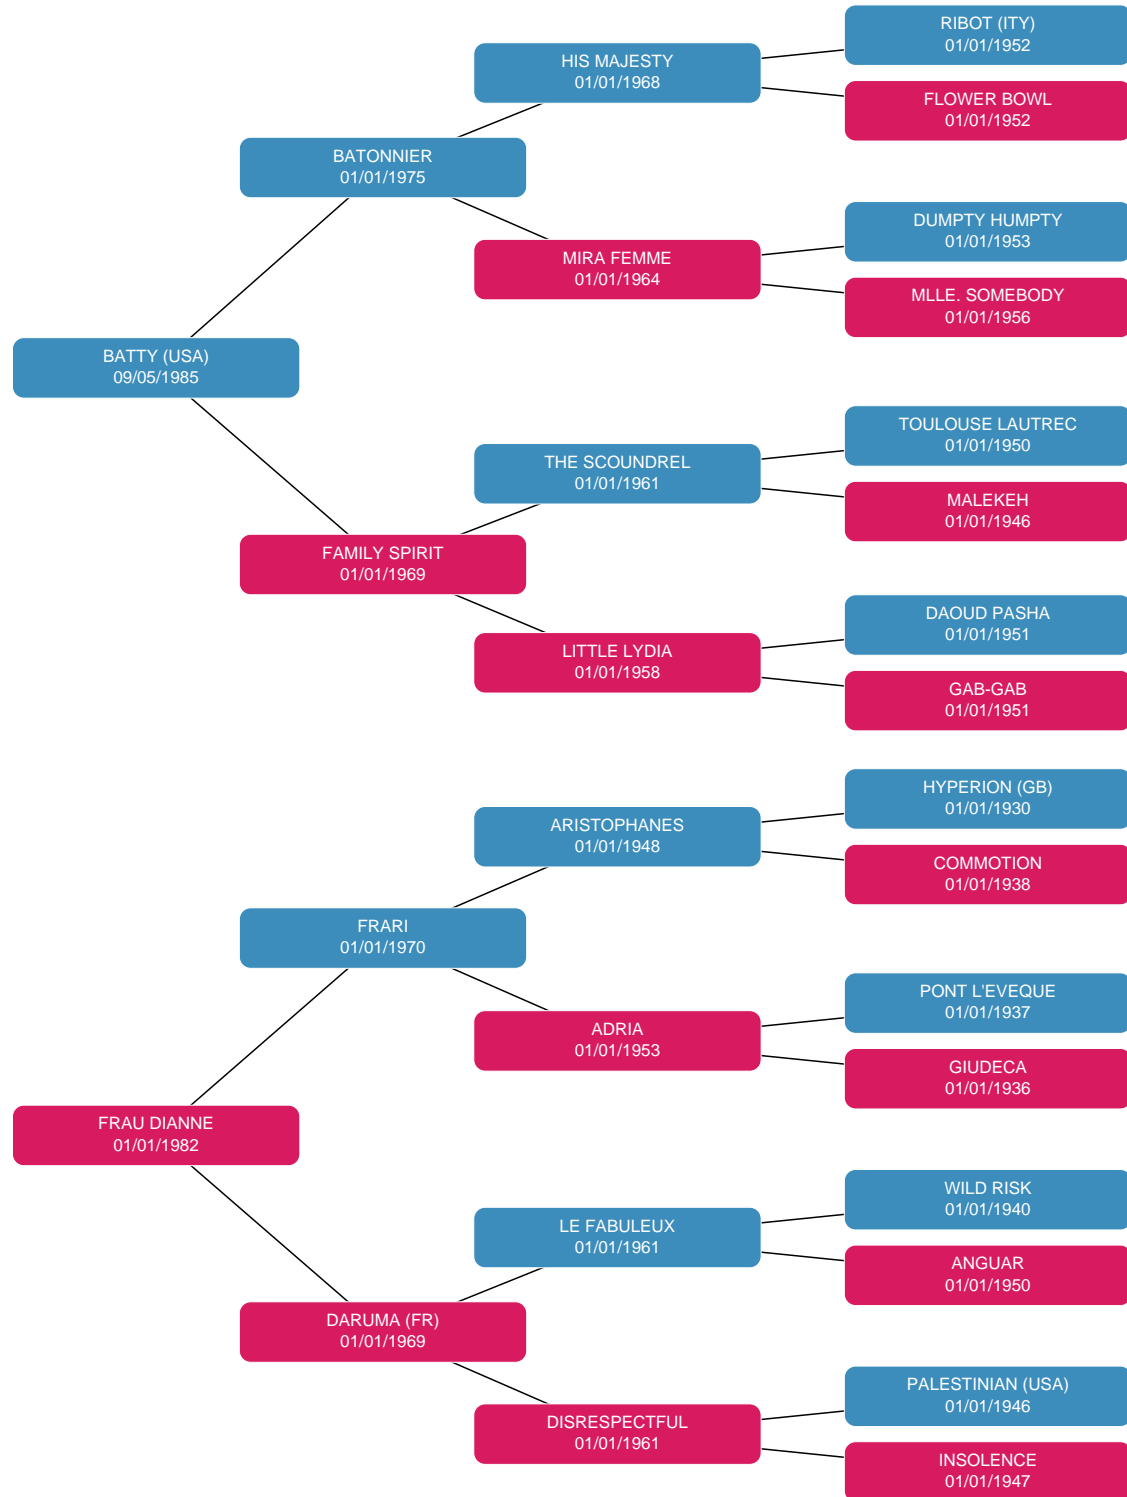 RIBOT (ITY)
01/01/1952
HIS MAJESTY
01/01/1968
FLOWER BOWL
01/01/1952
BATONNIER
01/01/1975
DUMPTY HUMPTY
01/01/1953
MIRA FEMME
01/01/1964
MLLE. SOMEBODY
01/01/1956
BATTY (USA)
09/05/1985
TOULOUSE LAUTREC
01/01/1950
THE SCOUNDREL
01/01/1961
MALEKEH
01/01/1946
FAMILY SPIRIT
01/01/1969
DAOUD PASHA
01/01/1951
LITTLE LYDIA
01/01/1958
GAB-GAB
01/01/1951
HYPERION (GB)
01/01/1930
ARISTOPHANES
01/01/1948
COMMOTION
01/01/1938
FRARI
01/01/1970
PONT L'EVEQUE
01/01/1937
ADRIA
01/01/1953
GIUDECA
01/01/1936
FRAU DIANNE
01/01/1982
WILD RISK
01/01/1940
LE FABULEUX
01/01/1961
ANGUAR
01/01/1950
DARUMA (FR)
01/01/1969
PALESTINIAN (USA)
01/01/1946
DISRESPECTFUL
01/01/1961
INSOLENCE
01/01/1947